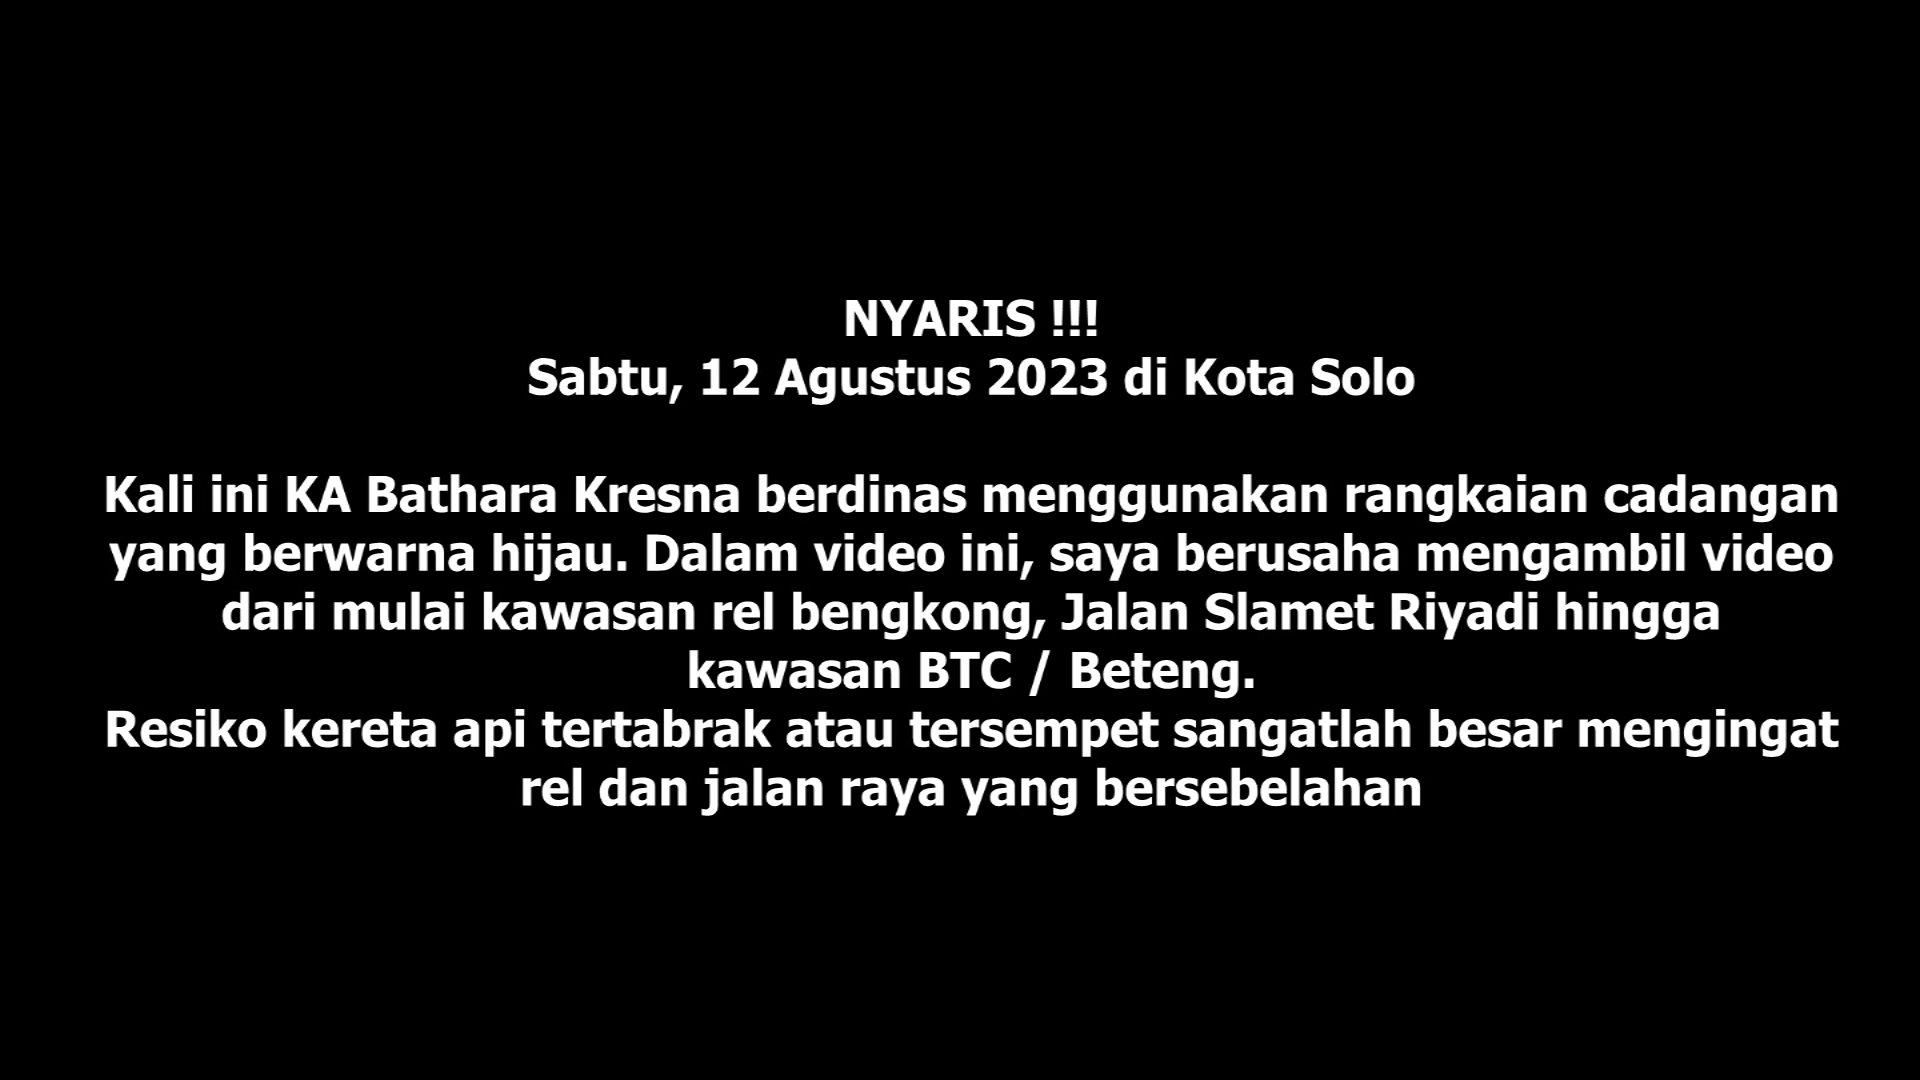 NYARIS !!!
Sabtu, 12 Agustus 2023 di Kota Solo
Kali ini KA Bathara Kresna berdinas menggunakan rangkaian cadangan
yang berwarna hijau. Dalam video ini, saya berusaha mengambil video
dari mulai kawasan rel bengkong, Jalan Slamet Riyadi hingga
kawasan BTC / Beteng.
Resiko kereta api tertabrak atau tersempet sangatlah besar mengingat
rel dan jalan raya yang bersebelahan